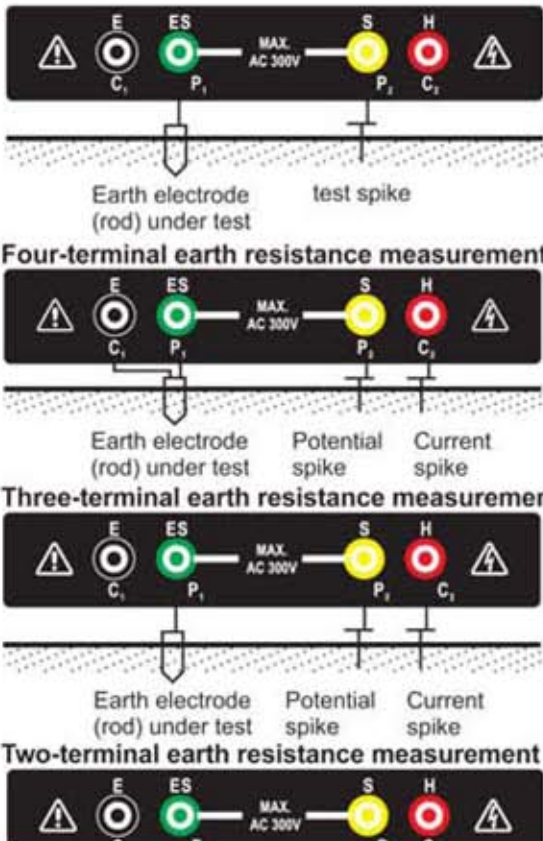 E ES S H
MAX.
AC 300V
C₁ P₁ P₂ C₂
Earth electrode test spike
(rod) under test
Four-terminal earth resistance measurement
E ES S H
MAX.
AC 300V
C₁ P₁ P₂ C₂
Earth electrode Potential Current
(rod) under test spike spike
Three-terminal earth resistance measuremen
E ES S H
MAX.
AC 300V
C₁ P₁ P₂ C₂
Earth electrode Potential Current
(rod) under test spike spike
Two-terminal earth resistance measurement
E ES S H
MAX.
AC 300V